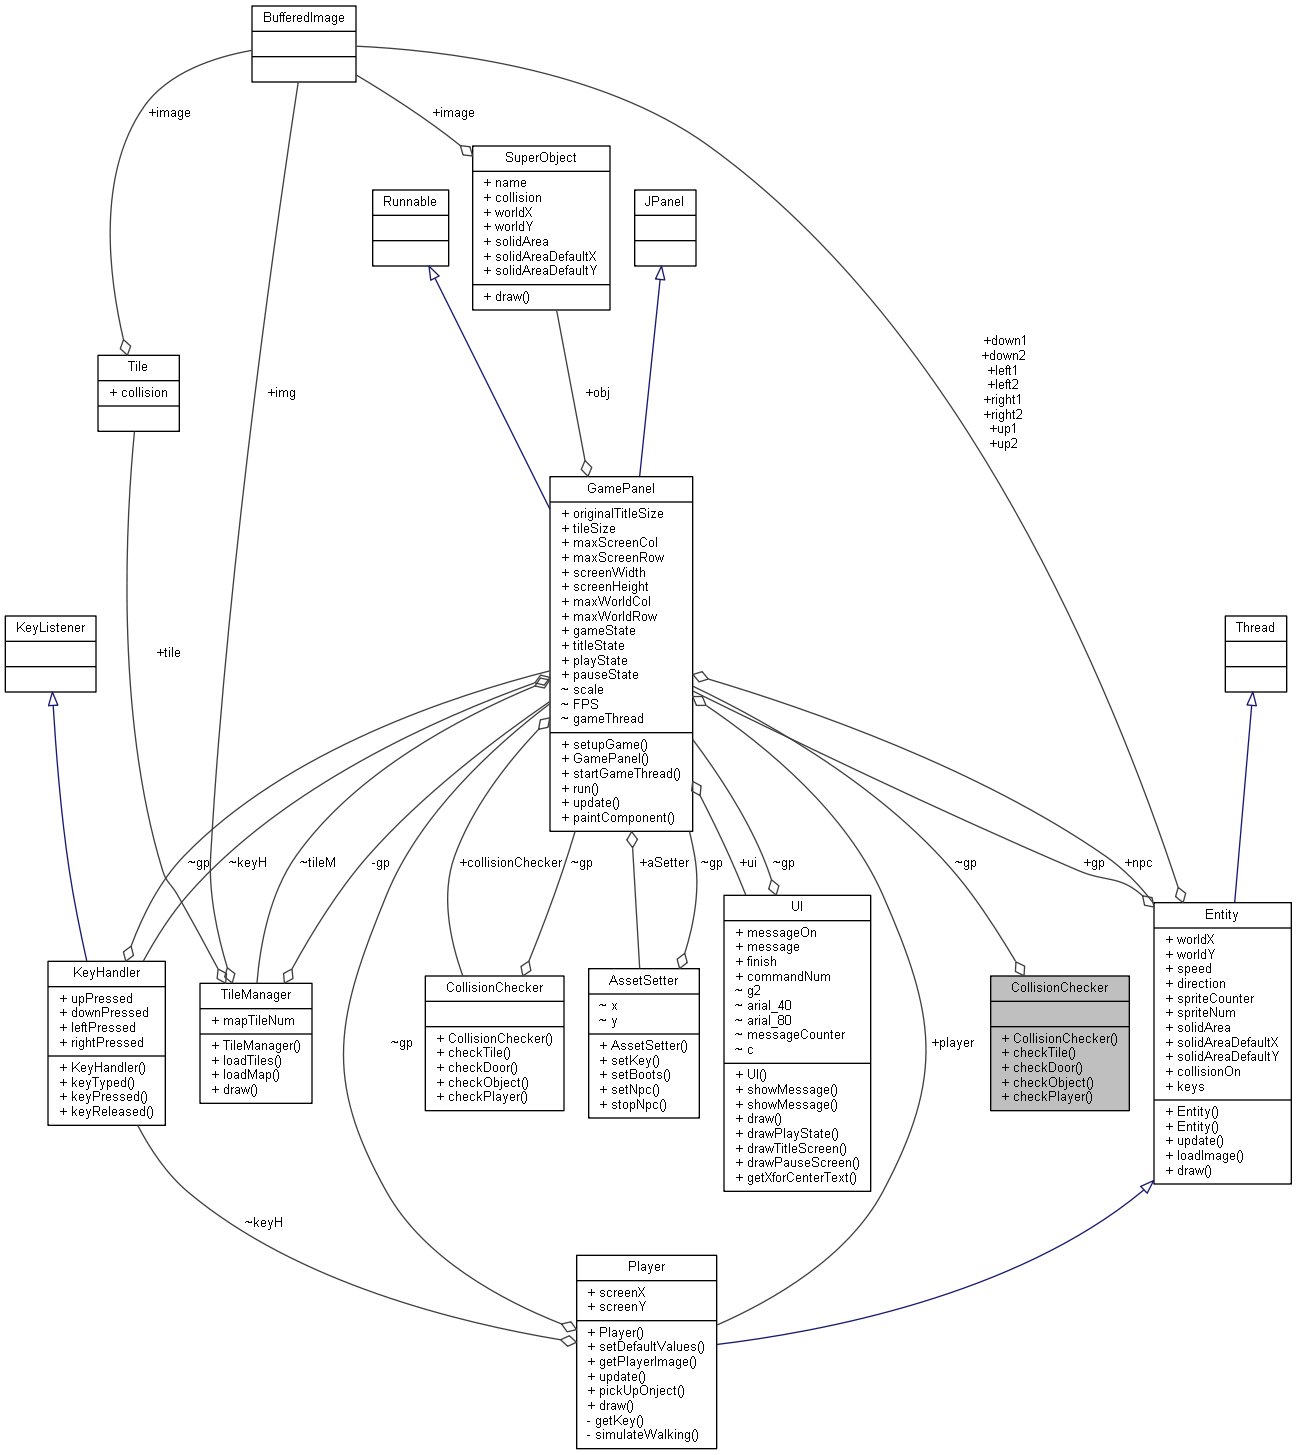 BufferedImage
+image
+image
SuperObject
+ name
+ collision
+ worldX
+ worldY
+ solidArea
+ solidAreaDefaultX
+ solidAreaDefaultY
+ draw()
Runnable
JPanel
+down1
+down2
+left1
+left2
+right1
+right2
+up1
+up2
Tile
+ collision
+img
+obj
GamePanel
+ originalTitleSize
+ tileSize
+ maxScreenCol
+ maxScreenRow
+ screenWidth
+ screenHeight
+ maxWorldCol
+ maxWorldRow
+ gameState
+ titleState
+ playState
+ pauseState
~ scale
~ FPS
~ gameThread
+ setupGame()
+ GamePanel()
+ startGameThread()
+ run()
+ update()
+ paintComponent()
KeyListener
+tile
Thread
~gp
~keyH
~tileM
-gp
+collisionChecker
~gp
+aSetter
~gp
+ui
~gp
~gp
+gp
+npc
KeyHandler
+ upPressed
+ downPressed
+ leftPressed
+ rightPressed
+ KeyHandler()
+ keyTyped()
+ keyPressed()
+ keyReleased()
TileManager
+ mapTileNum
+ TileManager()
+ loadTiles()
+ loadMap()
+ draw()
~gp
CollisionChecker
+ CollisionChecker()
+ checkTile()
+ checkDoor()
+ checkObject()
+ checkPlayer()
AssetSetter
~ x
~ y
+ AssetSetter()
+ setKey()
+ setBoots()
+ setNpc()
+ stopNpc()
UI
+ messageOn
+ message
+ finish
+ commandNum
~ g2
~ arial_40
~ arial_80
~ messageCounter
~ c
+ UI()
+ showMessage()
+ showMessage()
+ draw()
+ drawPlayState()
+ drawTitleScreen()
+ drawPauseScreen()
+ getXforCenterText()
+player
CollisionChecker
+ CollisionChecker()
+ checkTile()
+ checkDoor()
+ checkObject()
+ checkPlayer()
Entity
+ worldX
+ worldY
+ speed
+ direction
+ spriteCounter
+ spriteNum
+ solidArea
+ solidAreaDefaultX
+ solidAreaDefaultY
+ collisionOn
+ keys
+ Entity()
+ Entity()
+ update()
+ loadImage()
+ draw()
~keyH
Player
+ screenX
+ screenY
+ Player()
+ setDefaultValues()
+ getPlayerImage()
+ update()
+ pickUpOnject()
+ draw()
- getKey()
- simulateWalking()